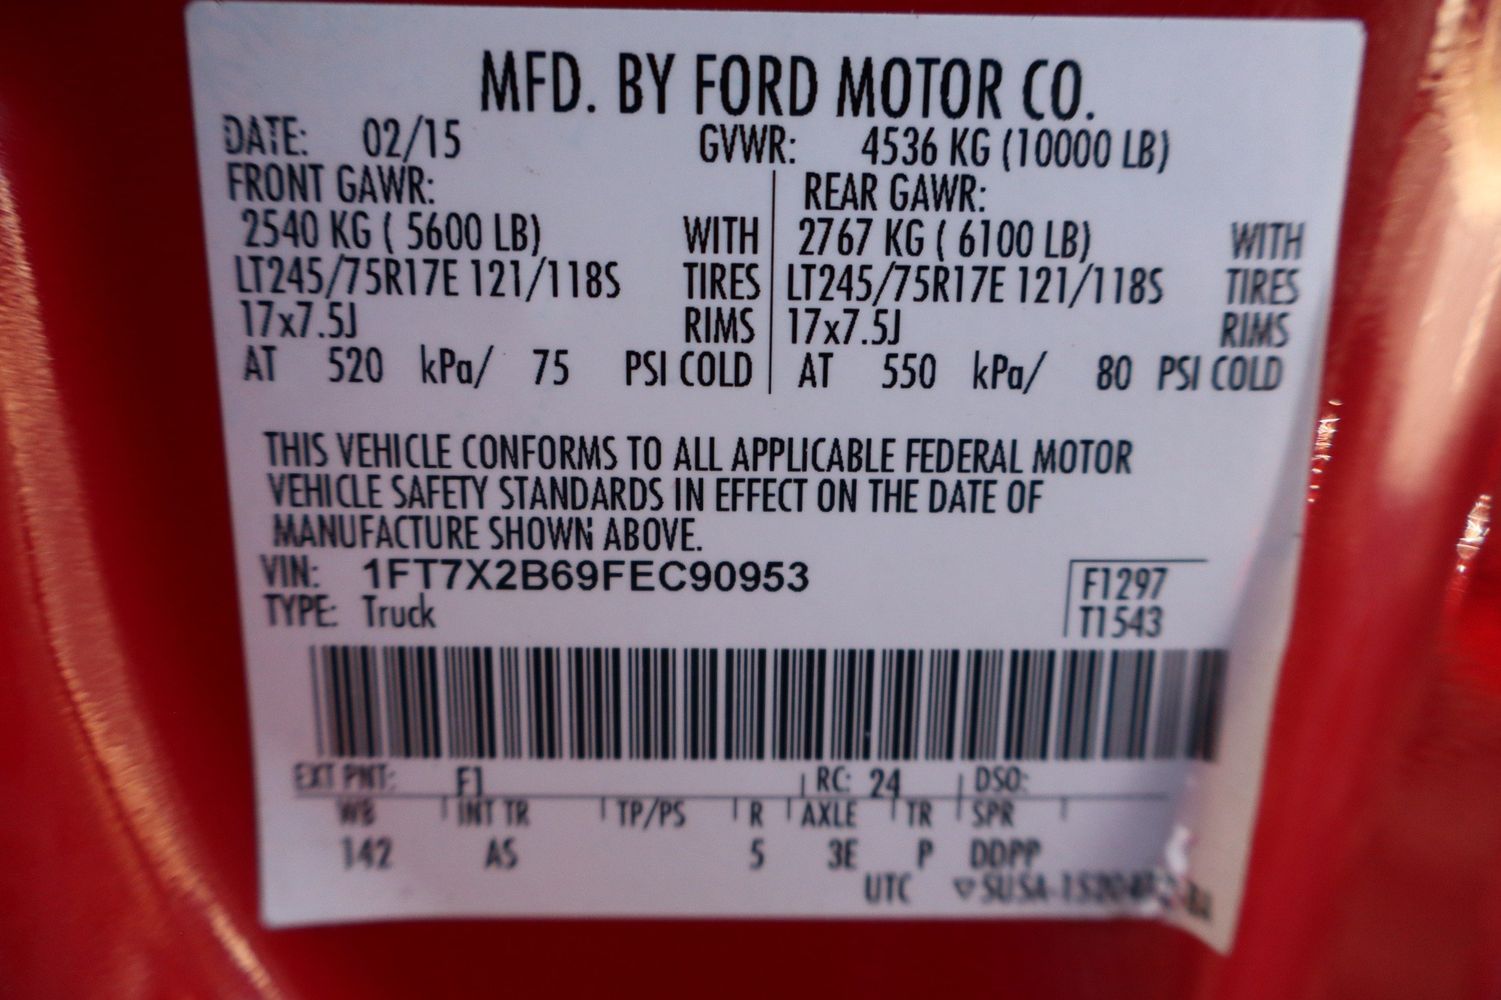 MFD. BY FORD MOTOR CO.
DATE: 02/15 GVWR: 4536 KG (10000 LB)
FRONT GAWR: REAR GAWR:
2540 KG ( 5600 LB) WITH 2767 KG ( 6100 LB) WITH
LT245/75R17E 121/118S TIRES LT245/75R17E 121/118S TIRES
17x7.5J RIMS 17x7.5J RIMS
AT 520 kPa/ 75 PSI COLD AT 550 kPa/ 80 PSI COLD
THIS VEHICLE CONFORMS TO ALL APPLICABLE FEDERAL MOTOR
VEHICLE SAFETY STANDARDS IN EFFECT ON THE DATE OF
MANUFACTURE SHOWN ABOVE.
VIN: 1FT7X2B69FEC90953 F1297
TYPE: Truck T1543
EXT PNT: F1 RC: 24 DSO:
WB INT TR TP/PS R AXLE TR SPR
142 AS 5 3E P DDPP
UTC